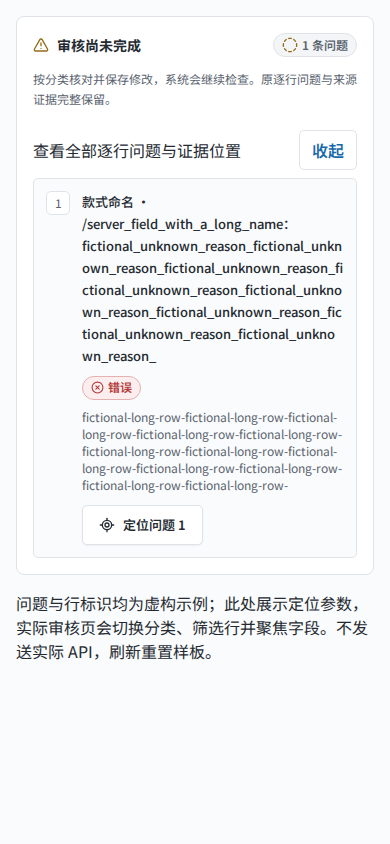 审核尚未完成
1 条问题
按分类核对并保存修改，系统会继续检查。原逐行问题与来源
证据完整保留。
查看全部逐行问题与证据位置
收起
1
款式命名 ·
/server_field_with_a_long_name：
fictional_unknown_reason_fictional_unkn
own_reason_fictional_unknown_reason_fi
ctional_unknown_reason_fictional_unkno
wn_reason_fictional_unknown_reason_fic
tional_unknown_reason_fictional_unkno
wn_reason_
错误
fictional-long-row-fictional-long-row-fictional-
long-row-fictional-long-row-fictional-long-row-
fictional-long-row-fictional-long-row-fictional-
long-row-fictional-long-row-fictional-long-row-
fictional-long-row-fictional-long-row-
定位问题 1
问题与行标识均为虚构示例；此处展示定位参数，
实际审核页会切换分类、筛选行并聚焦字段。不发
送实际 API，刷新重置样板。